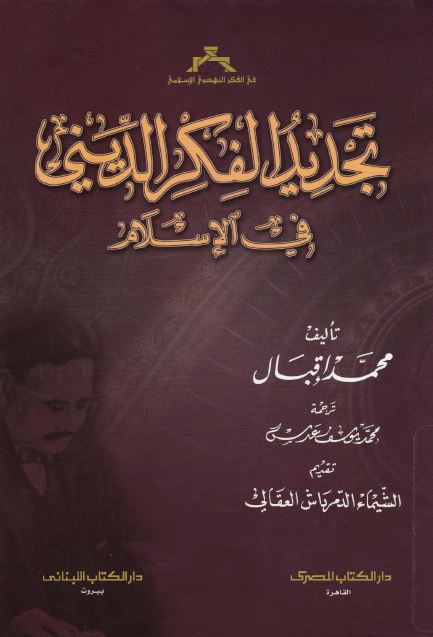 في الفكر النهضوي الإسلامي
تجديد الفكر الديني
في الإسلام
تأليف
محمد إقبال
ترجمة
محمد يوسف عدس
تقديم
الشيماء الدمرداش العقالي
دار الكتاب المصري
القاهرة
دار الكتاب اللبناني
بيروت